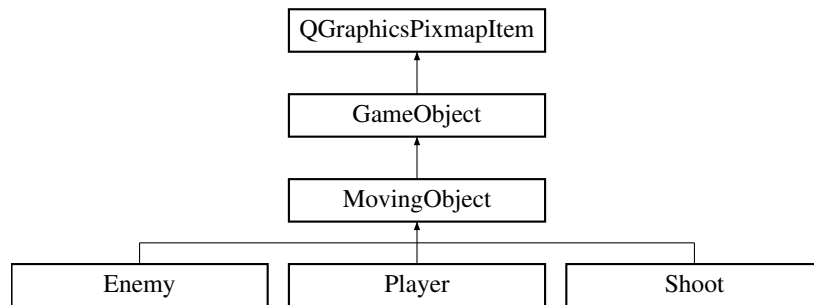 QGraphicsPixmapItem
GameObject
MovingObject
Enemy
Player
Shoot